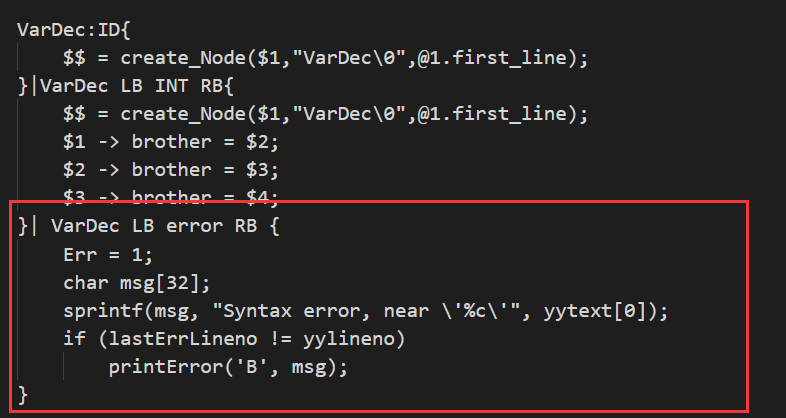 VarDec:ID{
    $$ = create_Node($1,"VarDec\0",@1.first_line);
}|VarDec LB INT RB{
    $$ = create_Node($1,"VarDec\0",@1.first_line);
    $1 -> brother = $2;
    $2 -> brother = $3;
    $3 -> brother = $4;
}| VarDec LB error RB {
    Err = 1;
    char msg[32];
    sprintf(msg, "Syntax error, near \'%c\'", yytext[0]);
    if (lastErrLineno != yylineno)
        printError('B', msg);
}